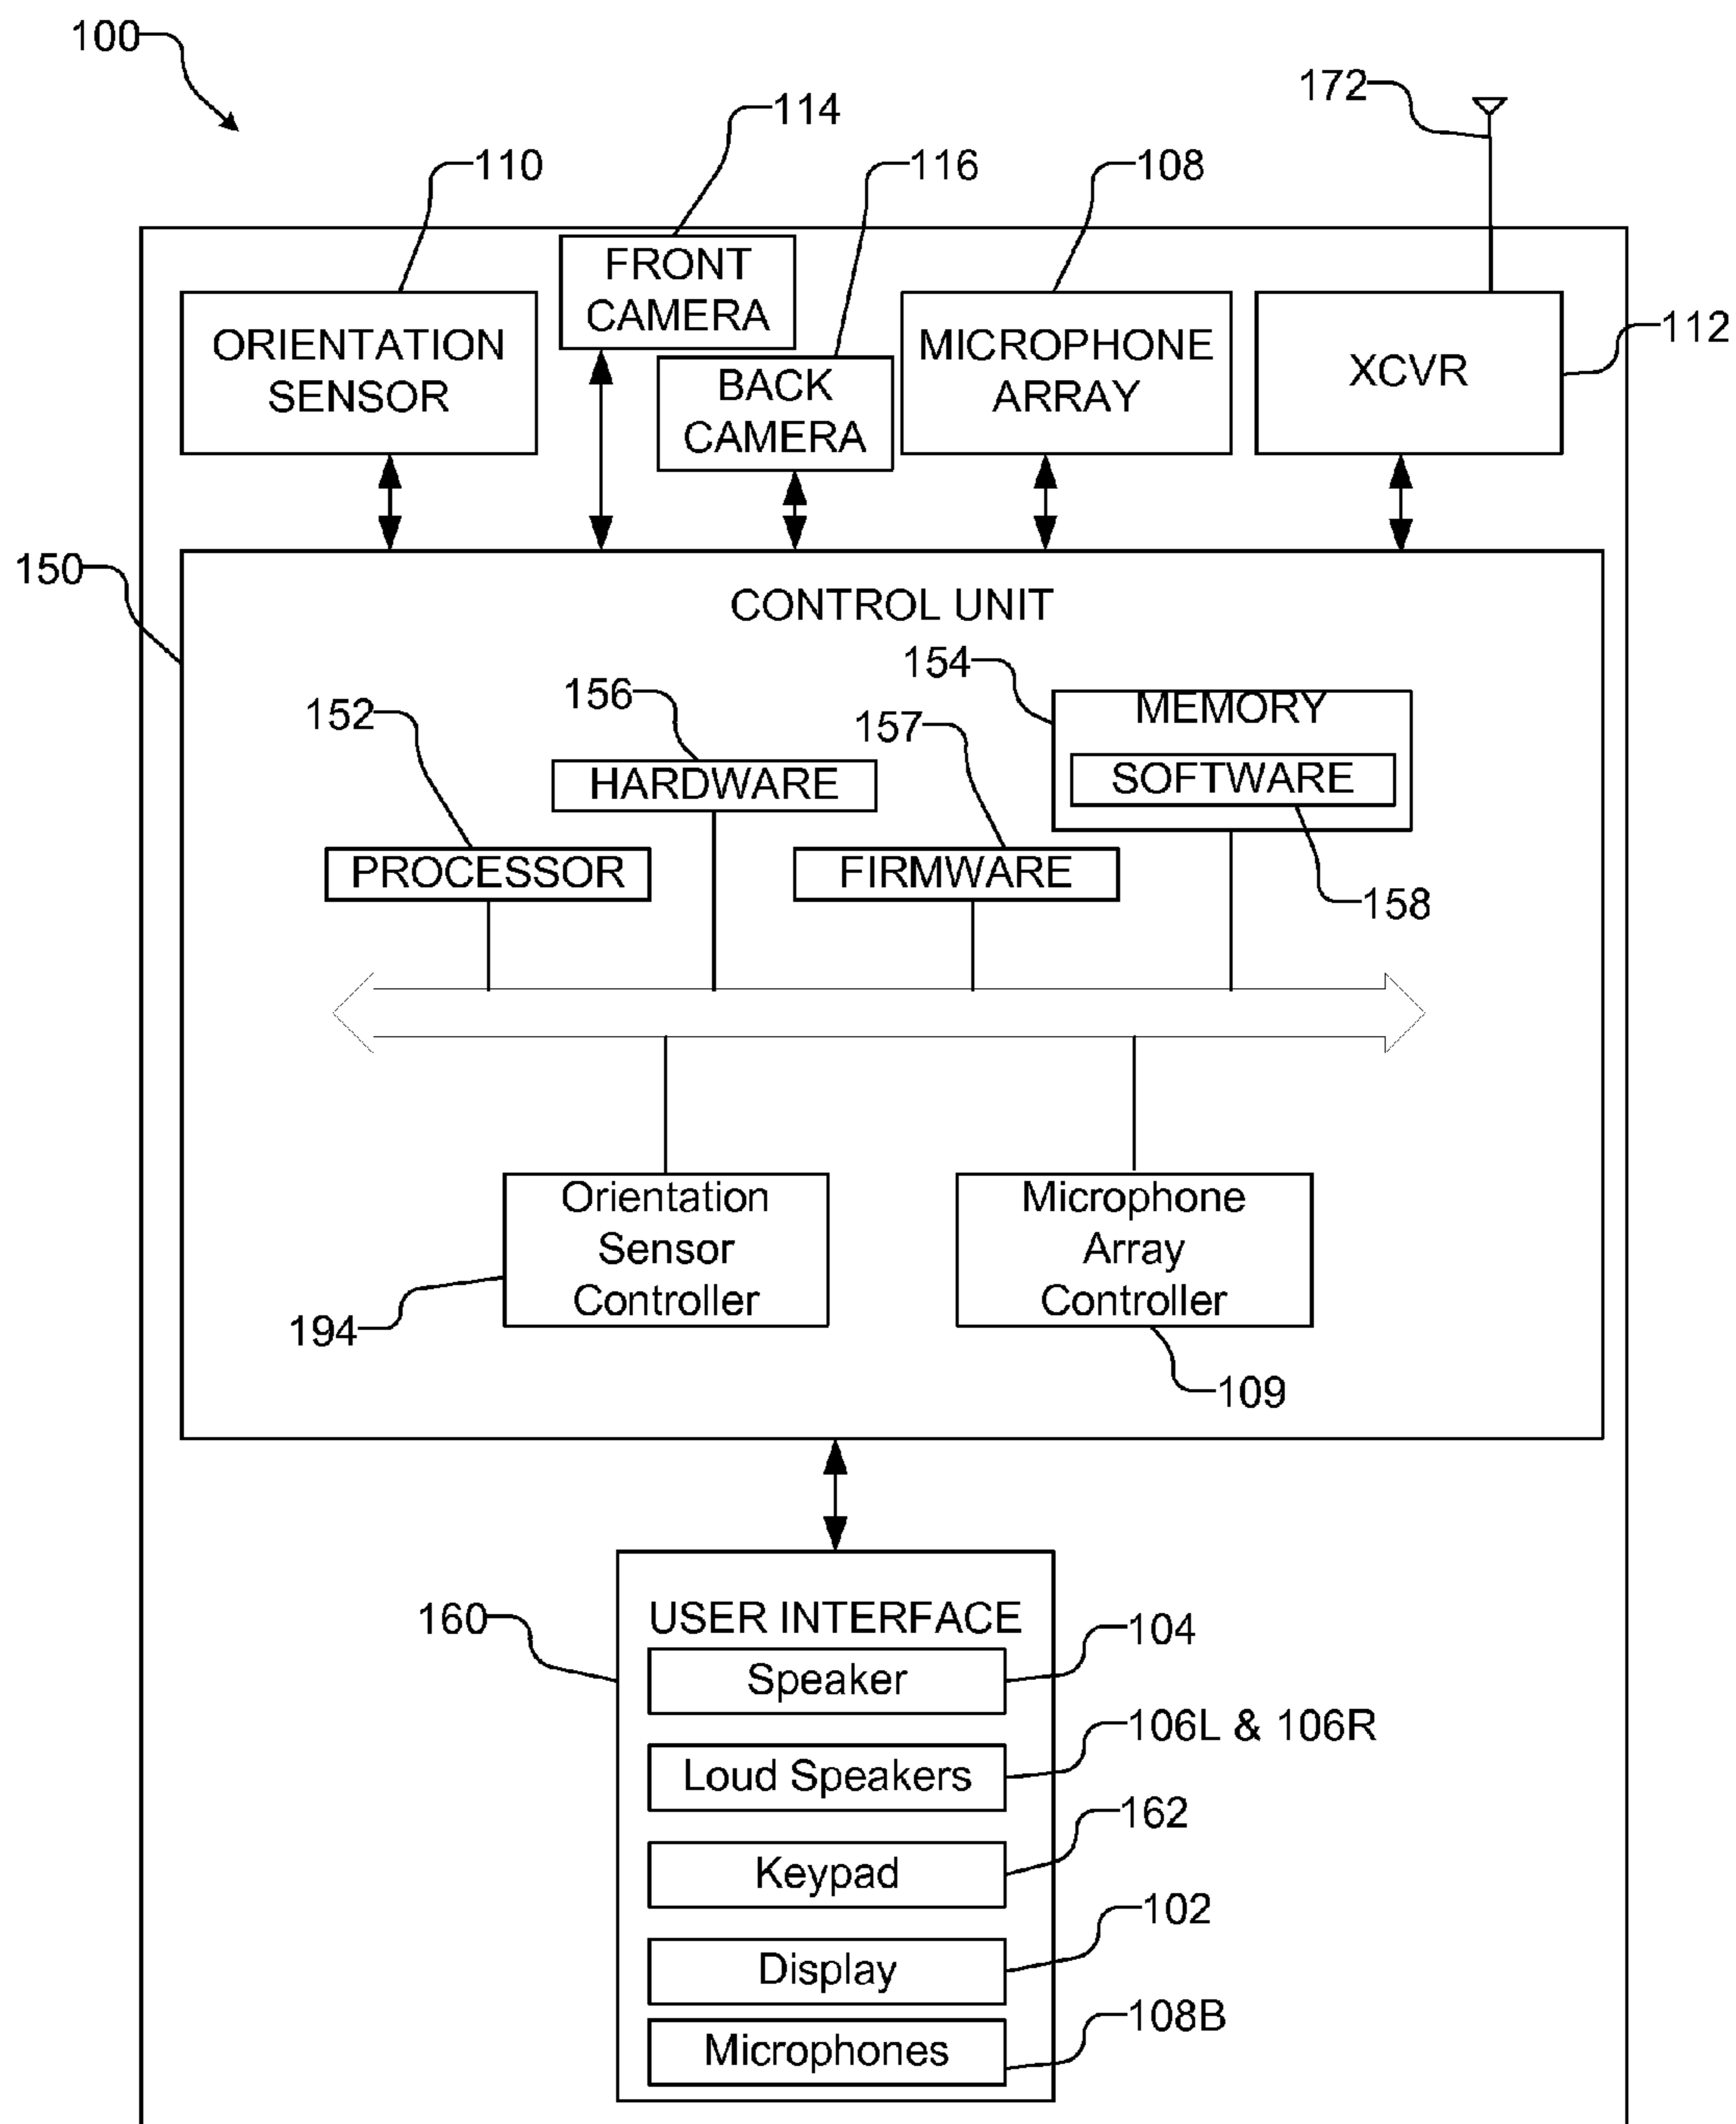 100
172
114
110
116
108
FRONT
CAMERA
ORIENTATION
SENSOR
BACK
CAMERA
MICROPHONE
ARRAY
XCVR
112
150
CONTROL UNIT
154
156
152
157
MEMORY
SOFTWARE
HARDWARE
PROCESSOR
FIRMWARE
158
Orientation
Sensor
Controller
Microphone
Array
Controller
194
109
160
USER INTERFACE
104
Speaker
106L & 106R
Loud Speakers
162
Keypad
102
Display
108B
Microphones